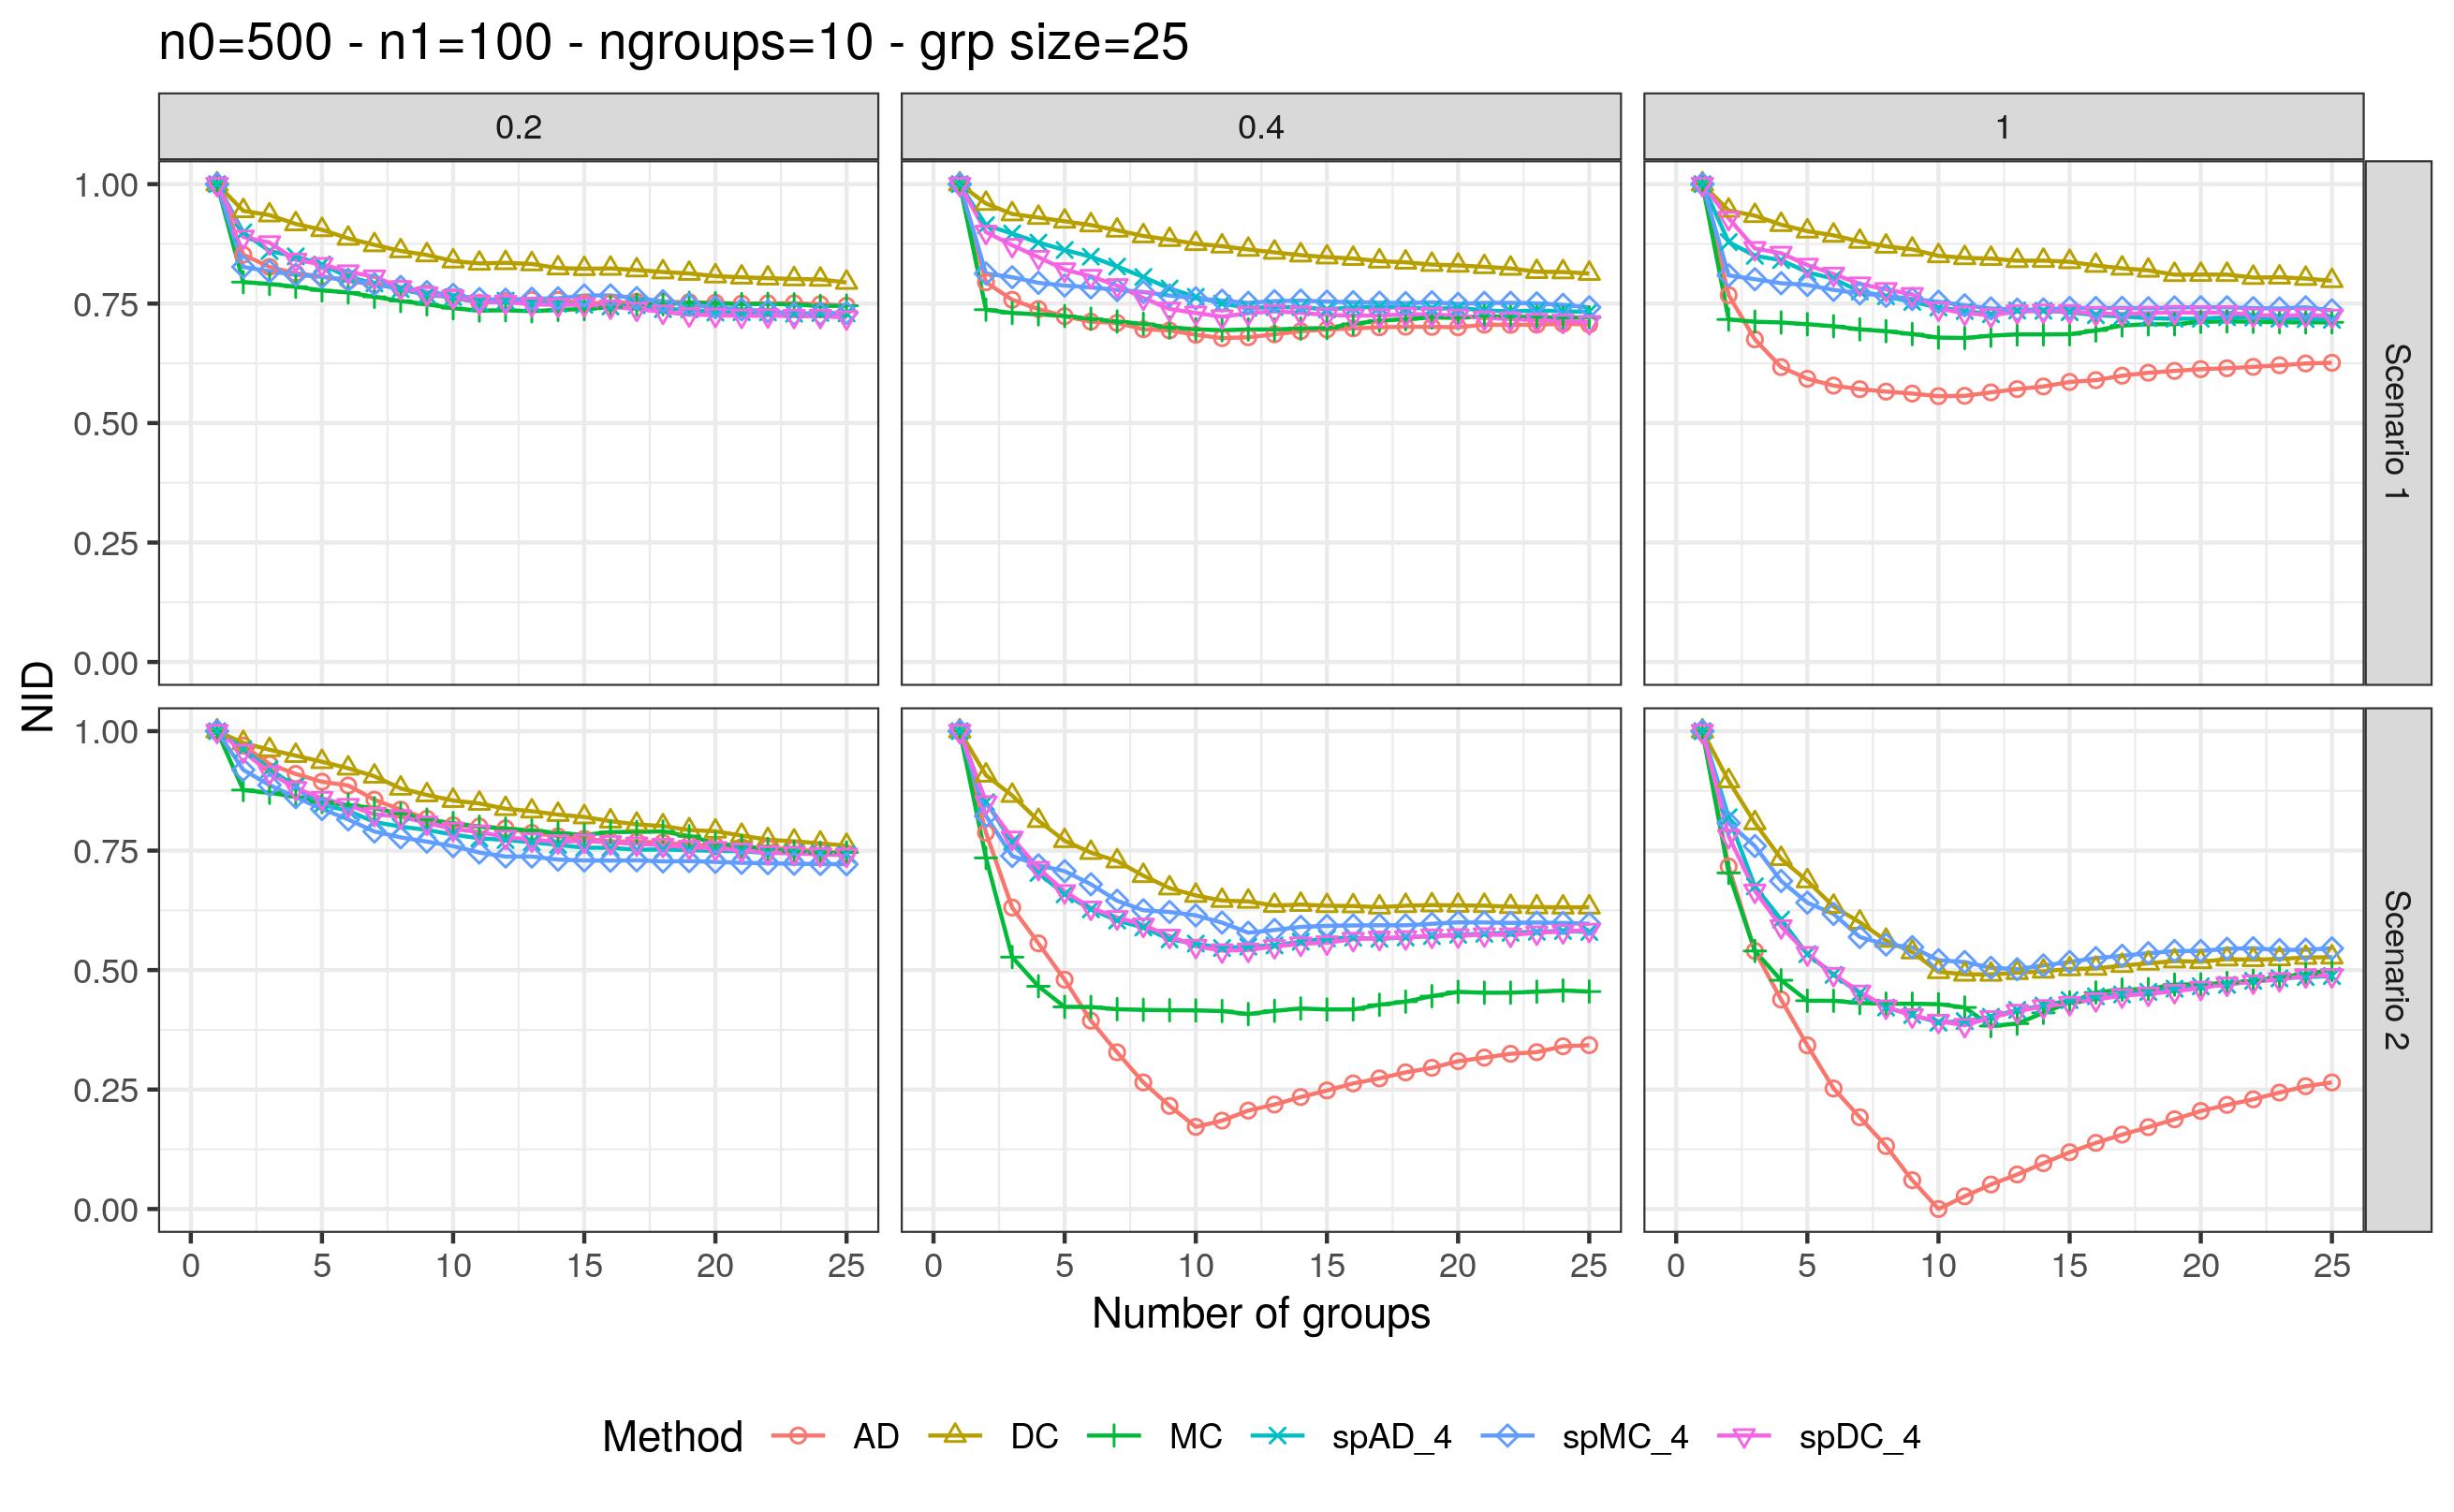 n0=500 - n1=100 - ngroups=10 - grp size=25
0.2 0.4 1
1.00
0.75
0.50
0.25
0.00
Scenario 1
NID
1.00
0.75
0.50
0.25
0.00
Scenario 2
0 5 10 15 20 25 0 5 10 15 20 25 0 5 10 15 20 25
Number of groups
Method AD DC MC spAD_4 spMC_4 spDC_4